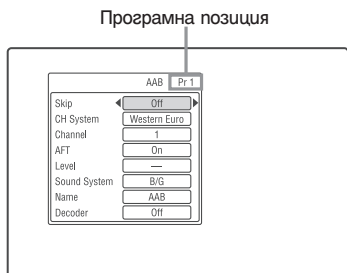 Програмна позиция
AAB Pr 1
Skip Off
CH System Western Euro
Channel 1
AFT On
Level —
Sound System B/G
Name AAB
Decoder Off